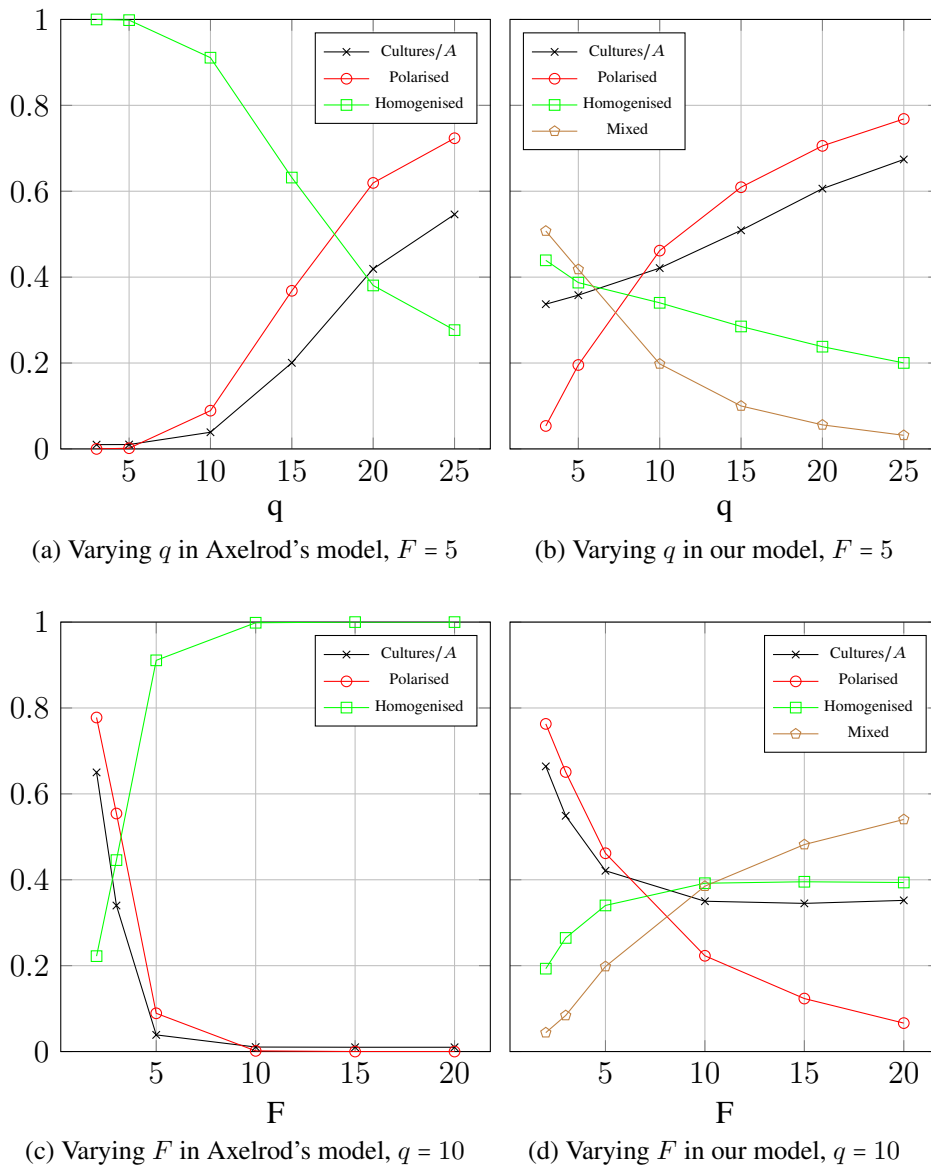 1
0.8
0.6
0.4
0.2
0
Cultures/A
Polarised
Homogenised
5 10 15 20 25
q
(a) Varying q in Axelrod's model, F = 5
Cultures/A
Polarised
Homogenised
Mixed
5 10 15 20 25
q
(b) Varying q in our model, F = 5
1
0.8
0.6
0.4
0.2
0
Cultures/A
Polarised
Homogenised
5 10 15 20
F
(c) Varying F in Axelrod's model, q = 10
Cultures/A
Polarised
Homogenised
Mixed
5 10 15 20
F
(d) Varying F in our model, q = 10